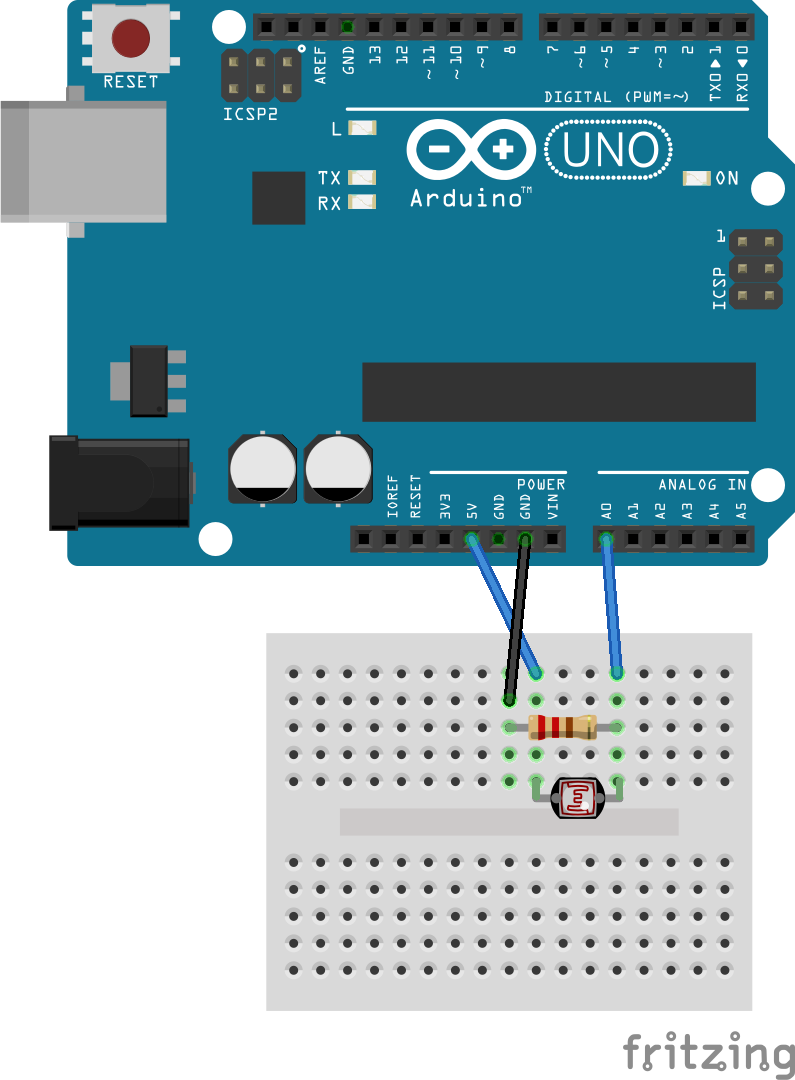 RESET
ICSP2
AREF
GND
13
12
~11
~10
~9
8
7
~6
~5
4
~3
2
TX0▶1
RX0◀0
DIGITAL (PWM=~)
L
TX
RX
Arduino™
UNO
ON
1
ICSP
POWER
ANALOG IN
IOREF
RESET
3V3
5V
GND
GND
VIN
A0
A1
A2
A3
A4
A5
fritzing